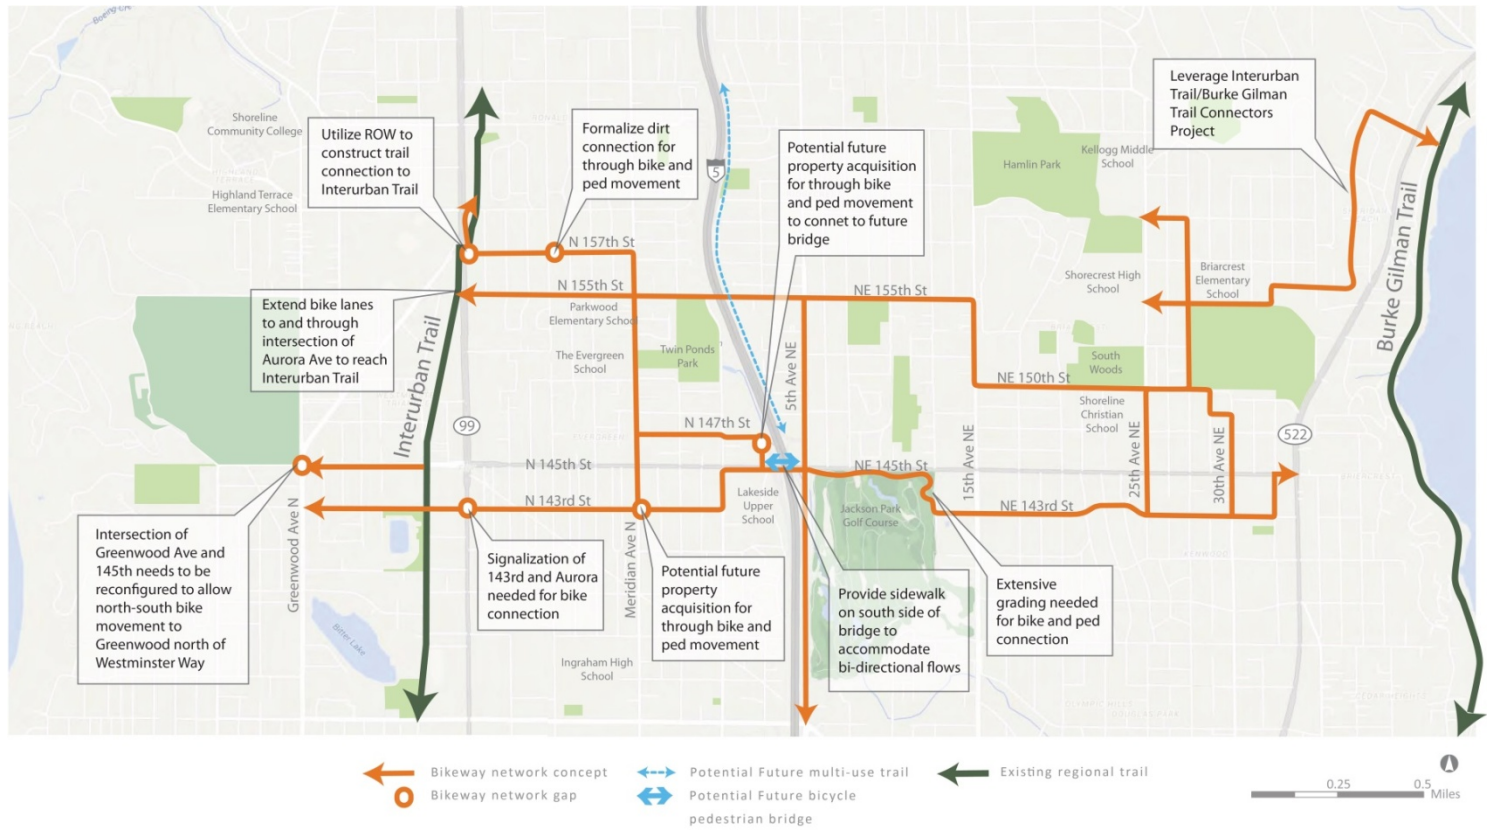 Boeing Cr
Shoreline
Community College
Highland Terrace
Elementary School
Utilize ROW to
construct trail
connection to
Interurban Trail
Formalize dirt
connection for
through bike and
ped movement
Potential future
property acquisition
for through bike
and ped movement
to connet to future
bridge
Leverage Interurban
Trail/Burke Gilman
Trail Connectors
Project
5
Hamlin Park
Kellogg Middle
School
N 157th St
N 155th St
NE 155th St
Parkwood
Elementary School
The Evergreen
School
Twin Ponds
Park
Shorecrest High
School
Briarcrest
Elementary
School
Extend bike lanes
to and through
intersection of
Aurora Ave to reach
Interurban Trail
Interurban Trail
Burke Gilman Trail
5th Ave NE
South
Woods
NE 150th St
Shoreline
Christian
School
99
N 147th St
522
N 145th St
NE 145th St
15th Ave NE
25th Ave NE
30th Ave NE
N 143rd St
NE 143rd St
Lakeside
Upper
School
Jackson Park
Golf Course
Greenwood Ave N
Meridian Ave N
Intersection of
Greenwood Ave and
145th needs to be
reconfigured to allow
north-south bike
movement to
Greenwood north of
Westminster Way
Signalization of
143rd and Aurora
needed for bike
connection
Potential future
property
acquisition for
through bike and
ped movement
Provide sidewalk
on south side of
bridge to
accommodate
bi-directional flows
Extensive
grading needed
for bike and ped
connection
Bitter Lake
Ingraham High
School
Bikeway network concept
Bikeway network gap
Potential Future multi-use trail
Potential Future bicycle
pedestrian bridge
Existing regional trail
0.25
0.5
Miles